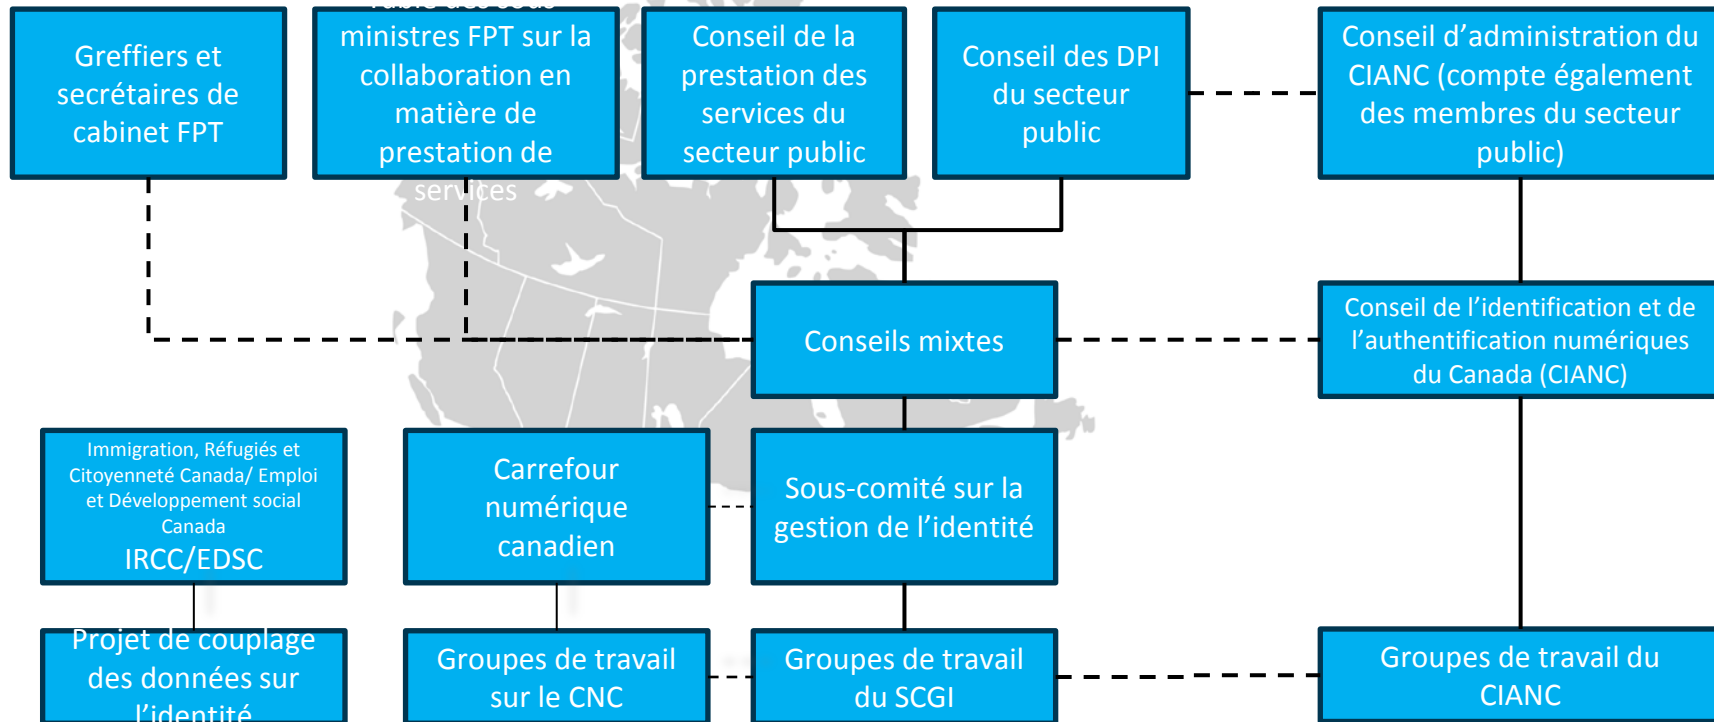 Greffiers et
secrétaires de
cabinet FPT
Table des sous-
ministres FPT sur la
collaboration en
matière de
prestation de
services
Conseil de la
prestation des
services du
secteur public
Conseil des DPI
du secteur
public
Conseil d’administration du
CIANC (compte également
des membres du secteur
public)
Conseils mixtes
Conseil de l’identification et de
l’authentification numériques
du Canada (CIANC)
Immigration, Réfugiés et
Citoyenneté Canada/ Emploi
et Développement social
Canada
IRCC/EDSC
Carrefour
numérique
canadien
Sous-comité sur la
gestion de l’identité
Projet de couplage
des données sur
l’identité
Groupes de travail
sur le CNC
Groupes de travail
du SCGI
Groupes de travail du
CIANC